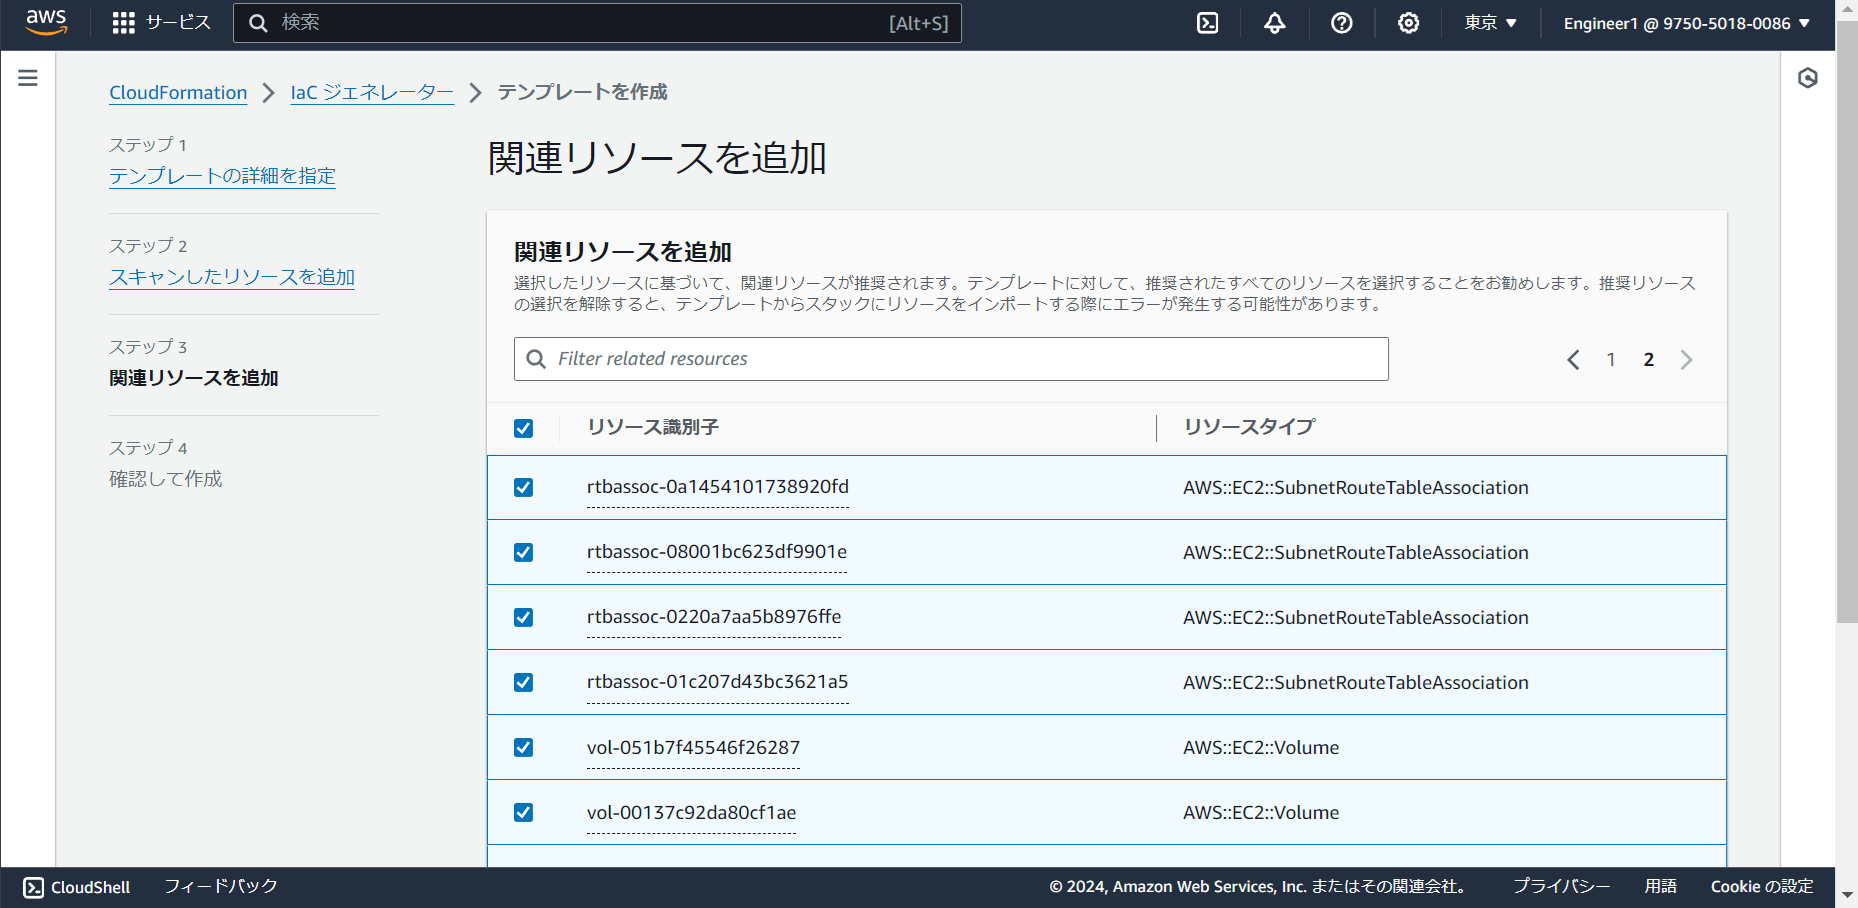 aws
サービス
検索
[Alt+S]
東京
Engineer1 @ 9750-5018-0086
CloudFormation
IaC ジェネレーター
テンプレートを作成
ステップ 1
テンプレートの詳細を指定
ステップ 2
スキャンしたリソースを追加
ステップ 3
関連リソースを追加
ステップ 4
確認して作成
関連リソースを追加
関連リソースを追加
選択したリソースに基づいて、関連リソースが推奨されます。テンプレートに対して、推奨されたすべてのリソースを選択することをお勧めします。推奨リソース
の選択を解除すると、テンプレートからスタックにリソースをインポートする際にエラーが発生する可能性があります。
Filter related resources
1 2
リソース識別子 リソースタイプ
rtbassoc-0a1454101738920fd AWS::EC2::SubnetRouteTableAssociation
rtbassoc-08001bc623df9901e AWS::EC2::SubnetRouteTableAssociation
rtbassoc-0220a7aa5b8976ffe AWS::EC2::SubnetRouteTableAssociation
rtbassoc-01c207d43bc3621a5 AWS::EC2::SubnetRouteTableAssociation
vol-051b7f45546f26287 AWS::EC2::Volume
vol-00137c92da80cf1ae AWS::EC2::Volume
CloudShell
フィードバック
© 2024, Amazon Web Services, Inc. またはその関連会社。
プライバシー
用語
Cookie の設定